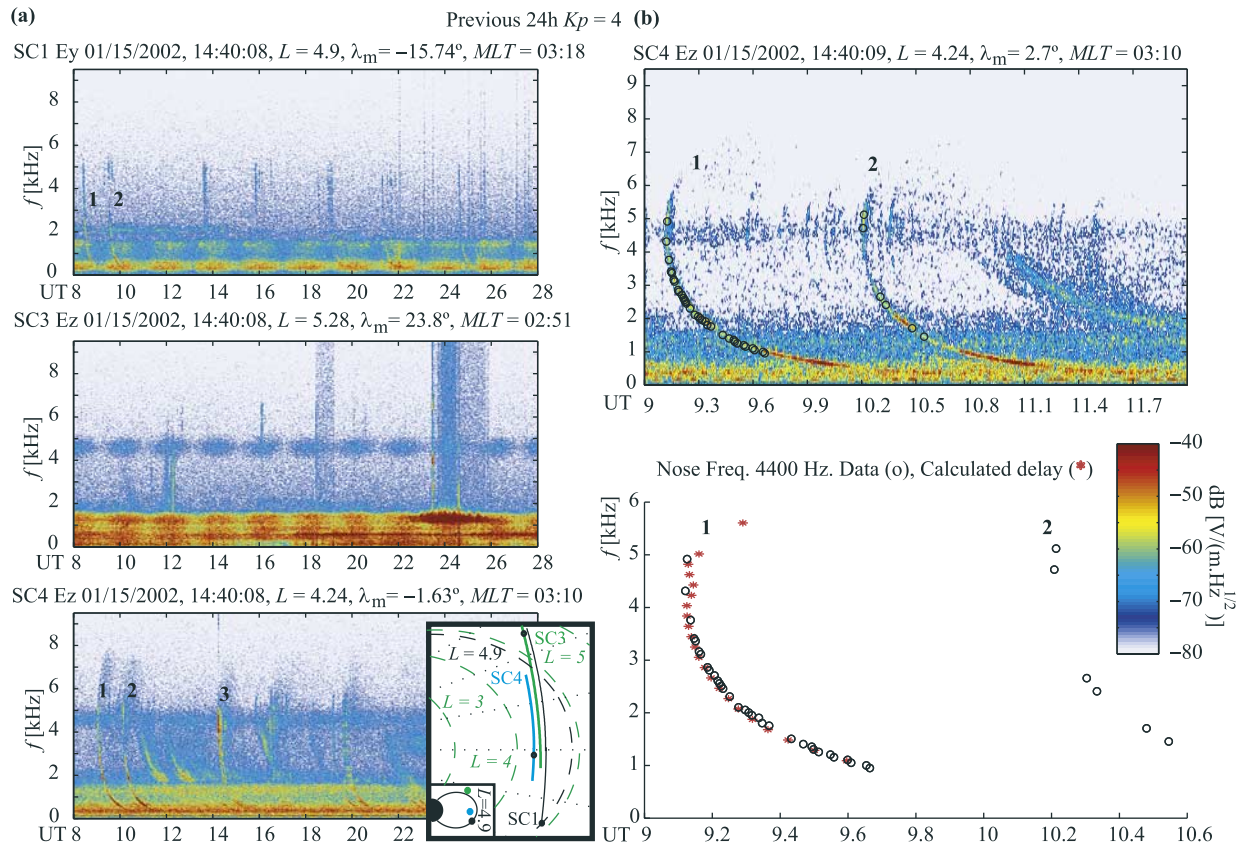 (a)
Previous 24h Kp = 4
(b)
SC1 Ey 01/15/2002, 14:40:08, L = 4.9, λm= −15.74º, MLT = 03:18
f [kHz]
8
6
4
2
0
1
2
UT 8 10 12 14 16 18 20 22 24 26 28
SC3 Ez 01/15/2002, 14:40:08, L = 5.28, λm= 23.8º, MLT = 02:51
f [kHz]
8
6
4
2
0
UT 8 10 12 14 16 18 20 22 24 26 28
SC4 Ez 01/15/2002, 14:40:08, L = 4.24, λm= −1.63º, MLT = 03:10
f [kHz]
8
6
4
2
0
1
2
3
UT 8 10 12 14 16 18 20 22
SC3
L = 4.9
L = 5
SC4
L = 3
L = 4
L=4.9
SC1
SC4 Ez 01/15/2002, 14:40:09, L = 4.24, λm= 2.7º, MLT = 03:10
f [kHz]
9
8
7
6
5
4
3
2
1
0
1
2
UT 9 9.3 9.6 9.9 10.2 10.5 10.8 11.1 11.4 11.7
Nose Freq. 4400 Hz. Data (o), Calculated delay (*)
f [kHz]
6
5
4
3
2
1
0
1
2
UT 9 9.2 9.4 9.6 9.8 10 10.2 10.4 10.6
−40
−50
−60
−70
−80
dB [V/(m.Hz1/2)]